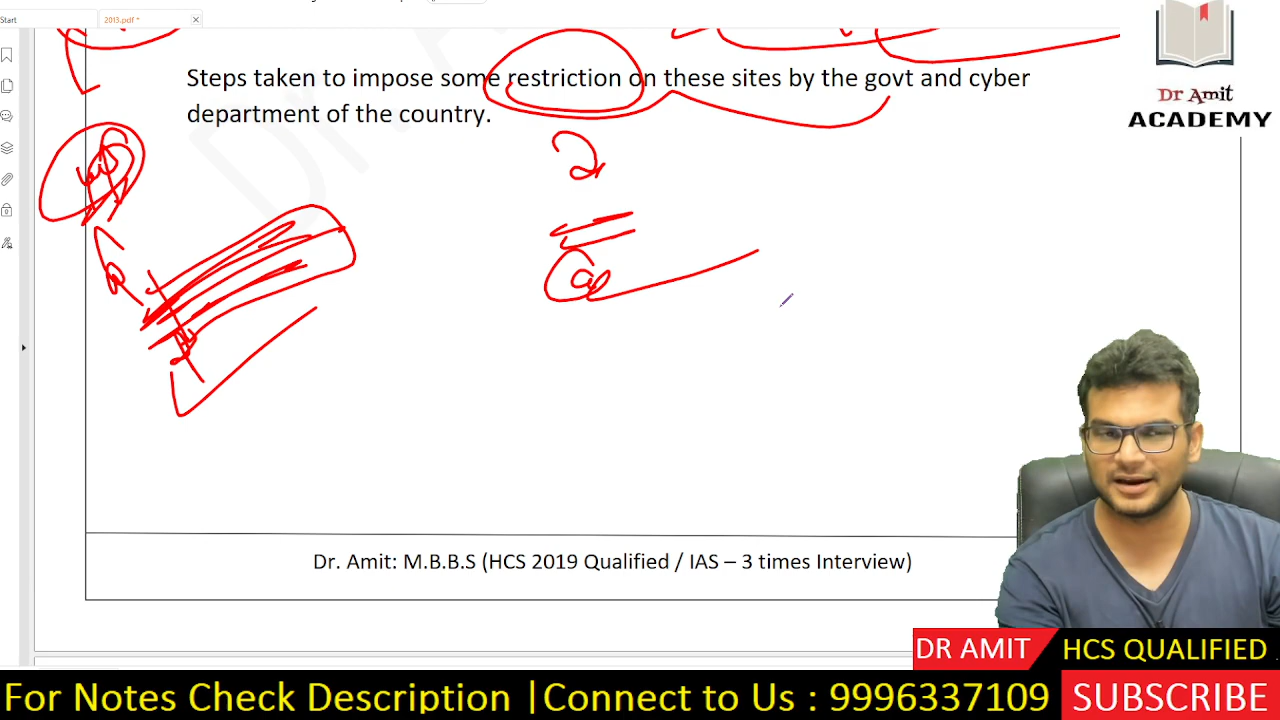 Start
2013.pdf *
Steps taken to impose some restriction on these sites by the govt and cyber
department of the country.
Dr Amit
ACADEMY
Dr. Amit: M.B.B.S (HCS 2019 Qualified / IAS – 3 times Interview)
DR AMIT
HCS QUALIFIED
For Notes Check Description |Connect to Us : 9996337109
SUBSCRIBE